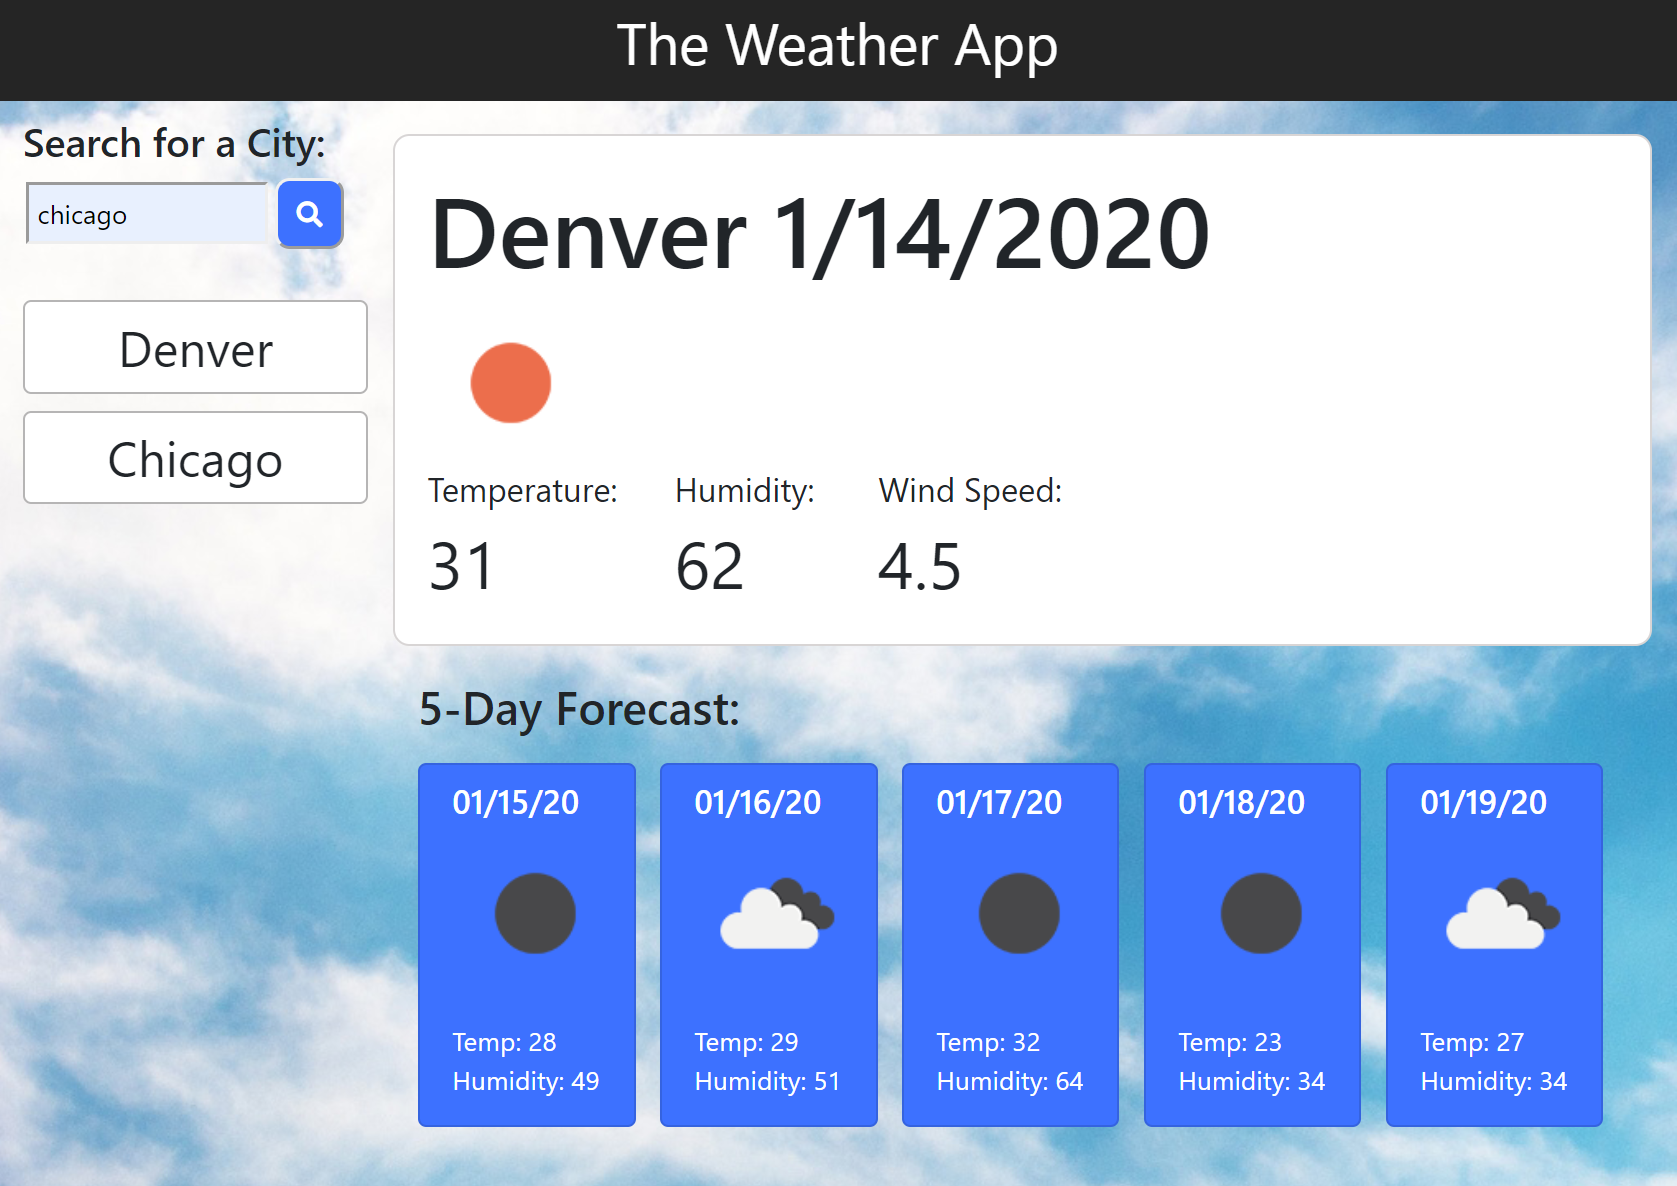 The Weather App
Search for a City:
chicago
Denver
Chicago
Denver 1/14/2020
Temperature: Humidity: Wind Speed:
31 62 4.5
5-Day Forecast:
01/15/20
Temp: 28
Humidity: 49
01/16/20
Temp: 29
Humidity: 51
01/17/20
Temp: 32
Humidity: 64
01/18/20
Temp: 23
Humidity: 34
01/19/20
Temp: 27
Humidity: 34